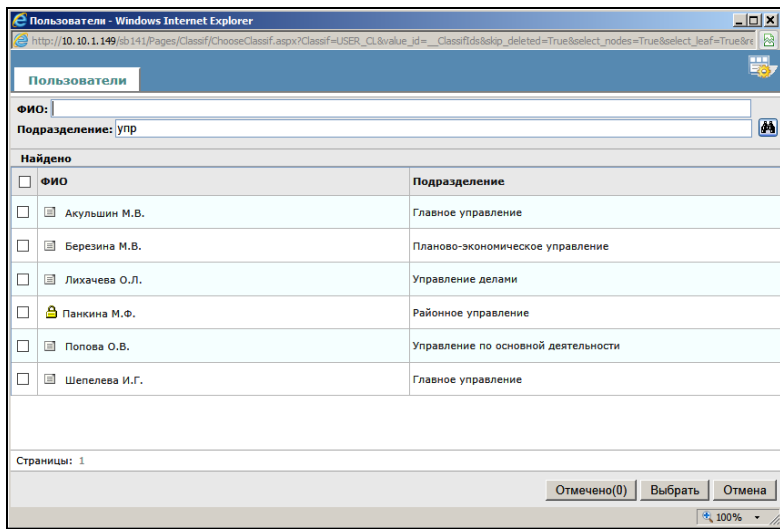 Пользователи - Windows Internet Explorer
http://10.10.1.149/sb141/Pages/Classif/ChooseClassif.aspx?Classif=USER_CL&value_id=__ClassifIds&skip_deleted=True&select_nodes=True&select_leaf=True&re
Пользователи
ФИО:
Подразделение: упр
Найдено
ФИО Подразделение
Акульшин М.В. Главное управление
Березина М.В. Планово-экономическое управление
Лихачева О.Л. Управление делами
Панкина М.Ф. Районное управление
Попова О.В. Управление по основной деятельности
Шепелева И.Г. Главное управление
Страницы: 1
Отмечено(0) Выбрать Отмена
100%